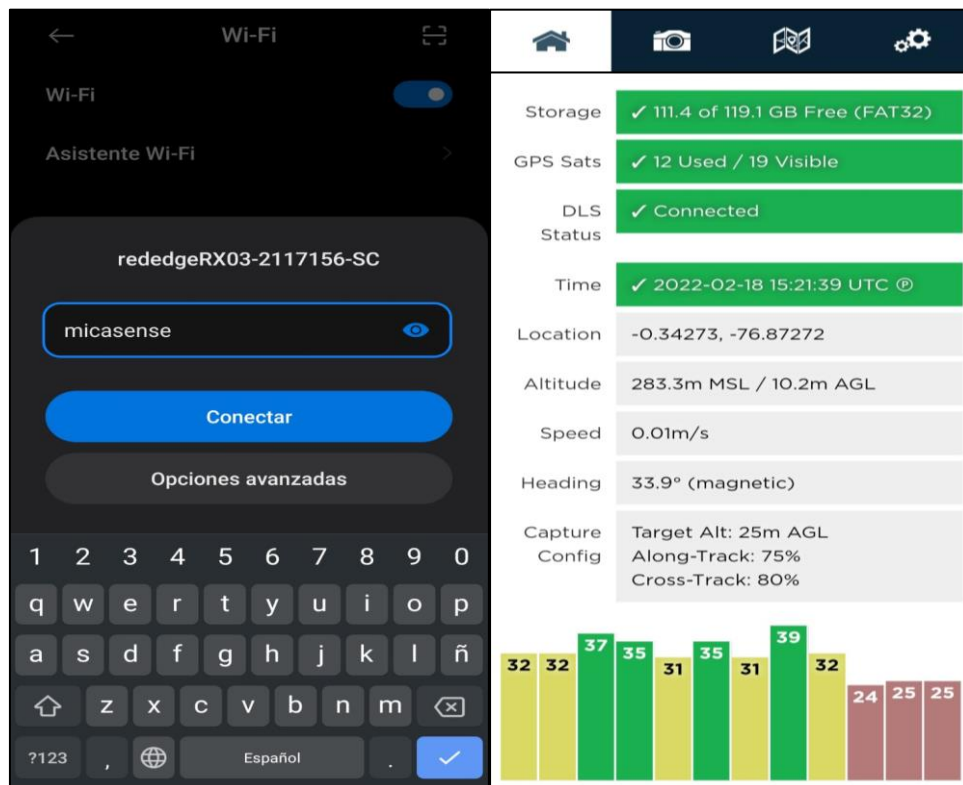 Wi-Fi
Wi-Fi
Asistente Wi-Fi
rededgeRX03-2117156-SC
micasense
Conectar
Opciones avanzadas
1 2 3 4 5 6 7 8 9 0
q w e r t y u i o p
a s d f g h j k l ñ
z x c v b n m
?123 , Español .
Storage ✓ 111.4 of 119.1 GB Free (FAT32)
GPS Sats ✓ 12 Used / 19 Visible
DLS Status ✓ Connected
Time ✓ 2022-02-18 15:21:39 UTC Ⓟ
Location -0.34273, -76.87272
Altitude 283.3m MSL / 10.2m AGL
Speed 0.01m/s
Heading 33.9° (magnetic)
Capture Config Target Alt: 25m AGL
Along-Track: 75%
Cross-Track: 80%
32 32 37 35 31 35 31 39 32 24 25 25